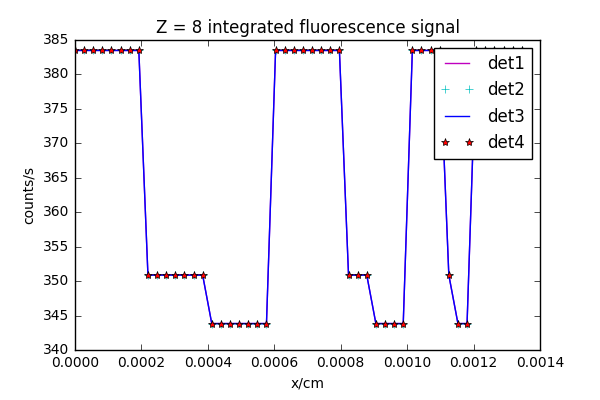 Z = 8 integrated fluorescence signal
385
380
375
370
365
360
355
350
345
340
counts/s
det1
det2
det3
det4
0.0000
0.0002
0.0004
0.0006
0.0008
0.0010
0.0012
0.0014
x/cm